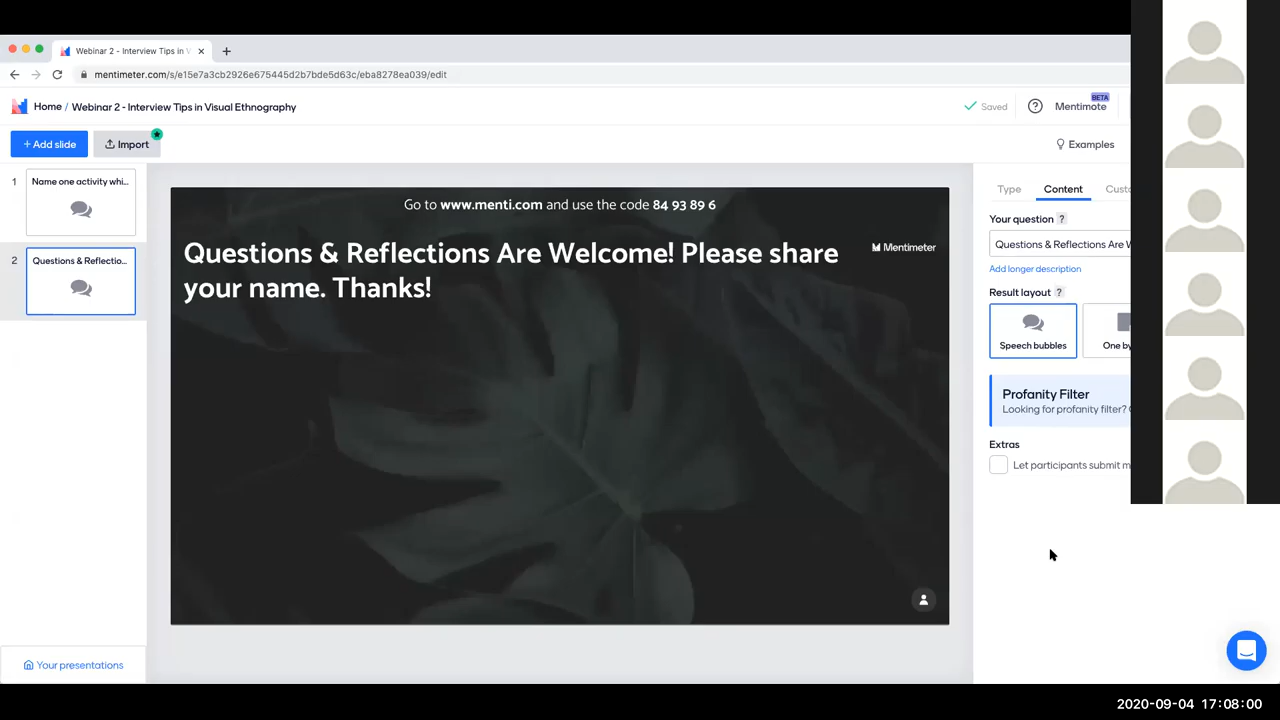 Webinar 2 - Interview Tips in V
mentimeter.com/s/e15e7a3cb2926e675445d2b7bde5d63c/eba8278ea039/edit
Home / Webinar 2 - Interview Tips in Visual Ethnography
Saved
Mentimote
BETA
+ Add slide
Import
Examples
1
Name one activity whi...
2
Questions & Reflectio...
Go to www.menti.com and use the code 84 93 89 6
Questions & Reflections Are Welcome! Please share
your name. Thanks!
Mentimeter
Type
Content
Custo
Your question ?
Questions & Reflections Are W
Add longer description
Result layout ?
Speech bubbles
One by
Profanity Filter
Looking for profanity filter?
Extras
Let participants submit m
Your presentations
2020-09-04 17:08:00